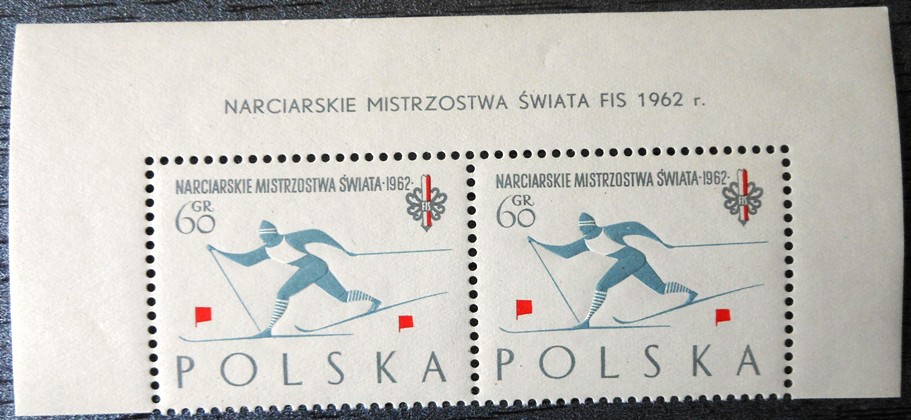 NARCIARSKIE MISTRZOSTWA ŚWIATA FIS 1962 r.
NARCIARSKIE MISTRZOSTWA ŚWIATA·1962·
60 GR
FIS
POLSKA
NARCIARSKIE MISTRZOSTWA ŚWIATA·1962·
60 GR
FIS
POLSKA